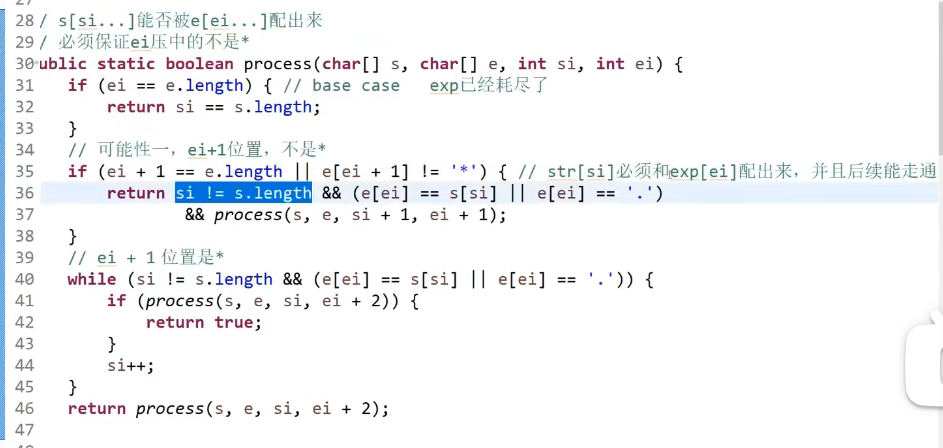 28 / s[si...]能否被e[ei...]配出来
29 / 必须保证ei压中的不是*
30 ublic static boolean process(char[] s, char[] e, int si, int ei) {
31 if (ei == e.length) { // base case exp已经耗尽了
32 return si == s.length;
33 }
34 // 可能性一，ei+1位置，不是*
35 if (ei + 1 == e.length || e[ei + 1] != '*') { // str[si]必须和exp[ei]配出来，并且后续能走通
36 return si != s.length && (e[ei] == s[si] || e[ei] == '.')
37 && process(s, e, si + 1, ei + 1);
38 }
39 // ei + 1位置是*
40 while (si != s.length && (e[ei] == s[si] || e[ei] == '.')) {
41 if (process(s, e, si, ei + 2)) {
42 return true;
43 }
44 si++;
45 }
46 return process(s, e, si, ei + 2);
47